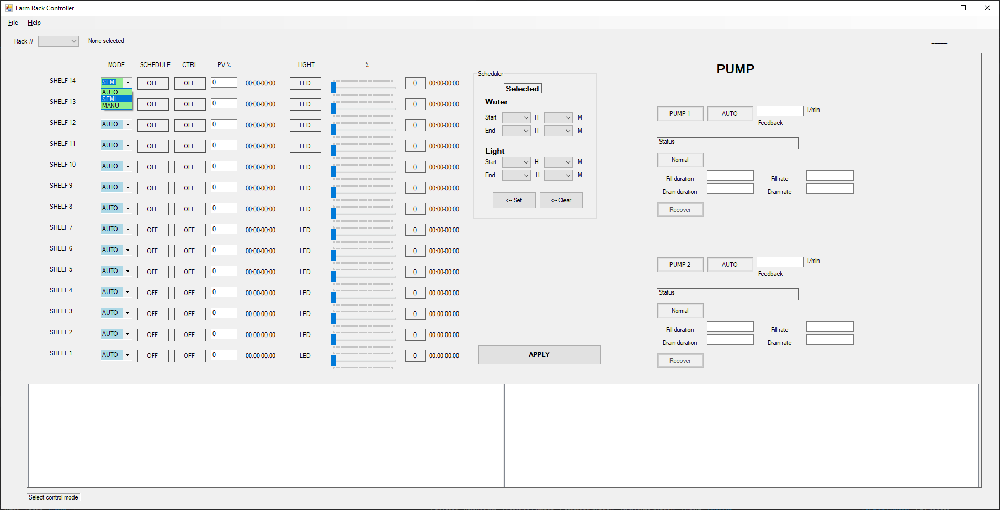 Farm Rack Controller
File Help
Rack # None selected _____
MODE SCHEDULE CTRL PV % LIGHT %
SHELF 14 SEMI OFF OFF 0 00:00-00:00 LED 0 00:00-00:00
AUTO
SEMI
MANU
SHELF 13 OFF OFF 0 00:00-00:00 LED 0 00:00-00:00
SHELF 12 AUTO OFF OFF 0 00:00-00:00 LED 0 00:00-00:00
SHELF 11 AUTO OFF OFF 0 00:00-00:00 LED 0 00:00-00:00
SHELF 10 AUTO OFF OFF 0 00:00-00:00 LED 0 00:00-00:00
SHELF 9 AUTO OFF OFF 0 00:00-00:00 LED 0 00:00-00:00
SHELF 8 AUTO OFF OFF 0 00:00-00:00 LED 0 00:00-00:00
SHELF 7 AUTO OFF OFF 0 00:00-00:00 LED 0 00:00-00:00
SHELF 6 AUTO OFF OFF 0 00:00-00:00 LED 0 00:00-00:00
SHELF 5 AUTO OFF OFF 0 00:00-00:00 LED 0 00:00-00:00
SHELF 4 AUTO OFF OFF 0 00:00-00:00 LED 0 00:00-00:00
SHELF 3 AUTO OFF OFF 0 00:00-00:00 LED 0 00:00-00:00
SHELF 2 AUTO OFF OFF 0 00:00-00:00 LED 0 00:00-00:00
SHELF 1 AUTO OFF OFF 0 00:00-00:00 LED 0 00:00-00:00
Scheduler
Selected
Water
Start H M
End H M
Light
Start H M
End H M
<-- Set <-- Clear
APPLY
PUMP
PUMP 1 AUTO l/min
Feedback
Status
Normal
Fill duration Fill rate
Drain duration Drain rate
Recover
PUMP 2 AUTO l/min
Feedback
Status
Normal
Fill duration Fill rate
Drain duration Drain rate
Recover
Select control mode